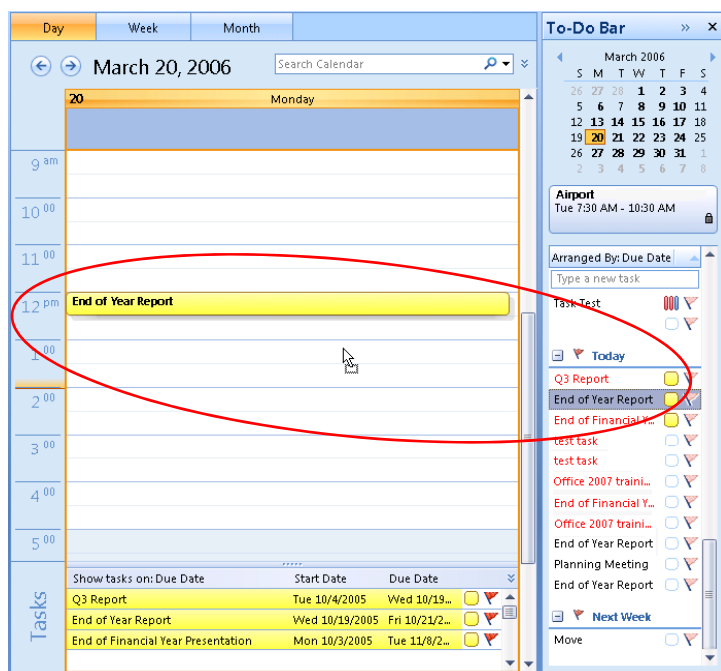 Day Week Month
March 20, 2006
Search Calendar
20 Monday
9 am
10 00
11 00
12 pm
End of Year Report
1 00
2 00
3 00
4 00
5 00
Tasks
Show tasks on: Due Date Start Date Due Date
Q3 Report Tue 10/4/2005 Wed 10/19...
End of Year Report Wed 10/19/2005 Fri 10/21/2...
End of Financial Year Presentation Mon 10/3/2005 Tue 11/8/2...
To-Do Bar
March 2006
S M T W T F S
26 27 28 1 2 3 4
5 6 7 8 9 10 11
12 13 14 15 16 17 18
19 20 21 22 23 24 25
26 27 28 29 30 31 1
2 3 4 5 6 7 8
Airport
Tue 7:30 AM - 10:30 AM
Arranged By: Due Date
Type a new task
Task Test
Today
Q3 Report
End of Year Report
End of Financial Y...
test task
test task
Office 2007 traini...
End of Financial Y...
Office 2007 traini...
End of Year Report
Planning Meeting
End of Year Report
Next Week
Move